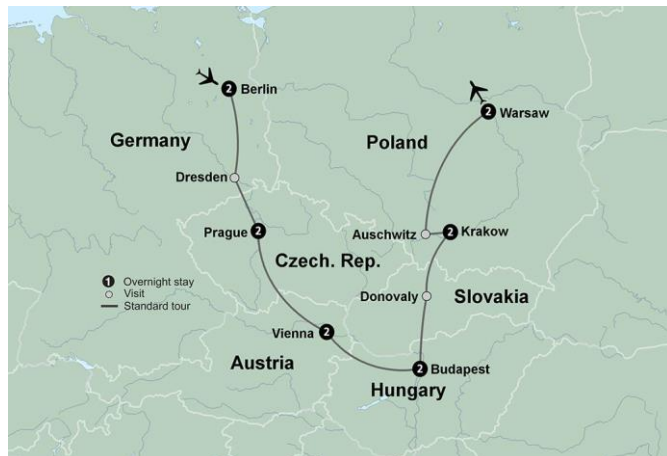 2 Berlin
2 Warsaw
Germany
Poland
Dresden
Prague 2
Auschwitz
2 Krakow
Czech. Rep.
1 Overnight stay
Visit
Standard tour
Donovaly
Slovakia
Vienna 2
Austria
2 Budapest
Hungary